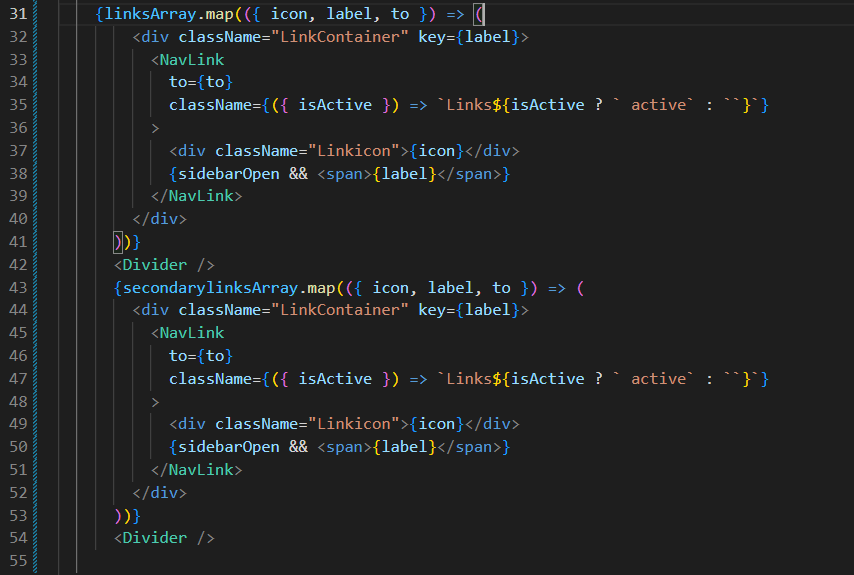 31 {linksArray.map(({ icon, label, to }) => (
32 <div className="LinkContainer" key={label}>
33 <NavLink
34 to={to}
35 className={({ isActive }) => `Links${isActive ? ` active` : ``}`}
36 >
37 <div className="Linkicon">{icon}</div>
38 {sidebarOpen && <span>{label}</span>}
39 </NavLink>
40 </div>
41 ))}
42 <Divider />
43 {secondarylinksArray.map(({ icon, label, to }) => (
44 <div className="LinkContainer" key={label}>
45 <NavLink
46 to={to}
47 className={({ isActive }) => `Links${isActive ? ` active` : ``}`}
48 >
49 <div className="Linkicon">{icon}</div>
50 {sidebarOpen && <span>{label}</span>}
51 </NavLink>
52 </div>
53 ))}
54 <Divider />
55